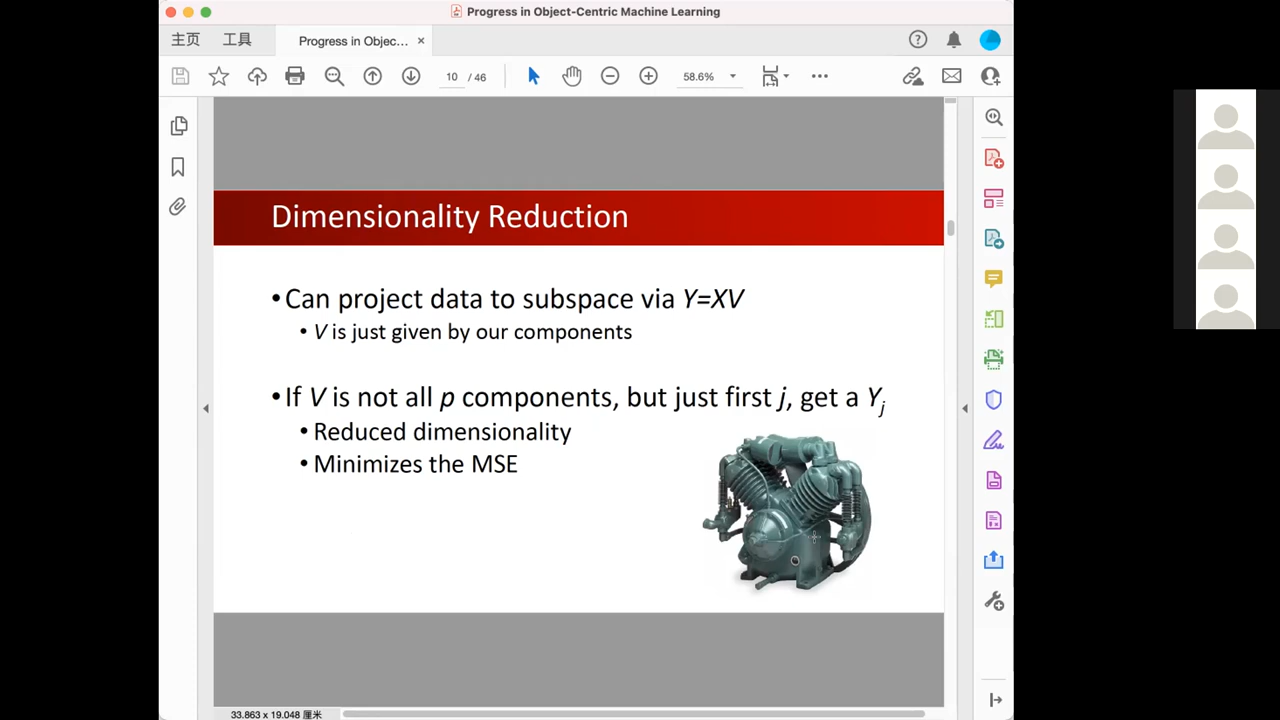 Progress in Object-Centric Machine Learning
主页 工具 Progress in Objec... ×
10 / 46 58.6%
Dimensionality Reduction
•Can project data to subspace via Y=XV
• V is just given by our components
•If V is not all p components, but just first j, get a Yj
• Reduced dimensionality
• Minimizes the MSE
33.863 x 19.048 厘米